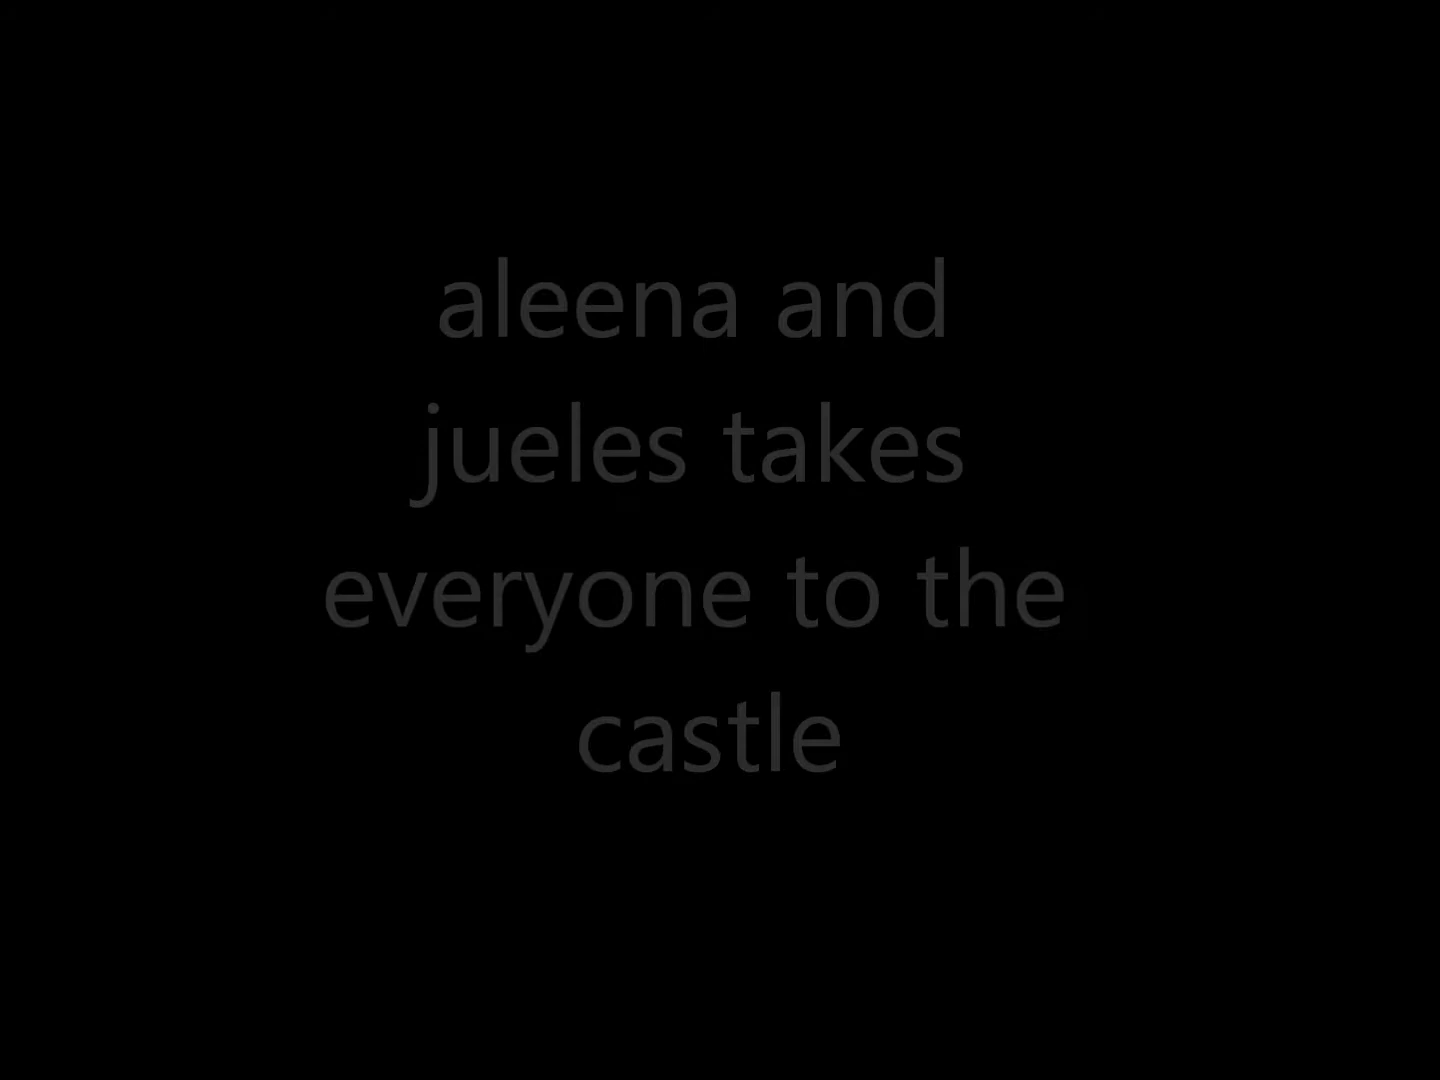 aleena and
jueles takes
everyone to the
castle